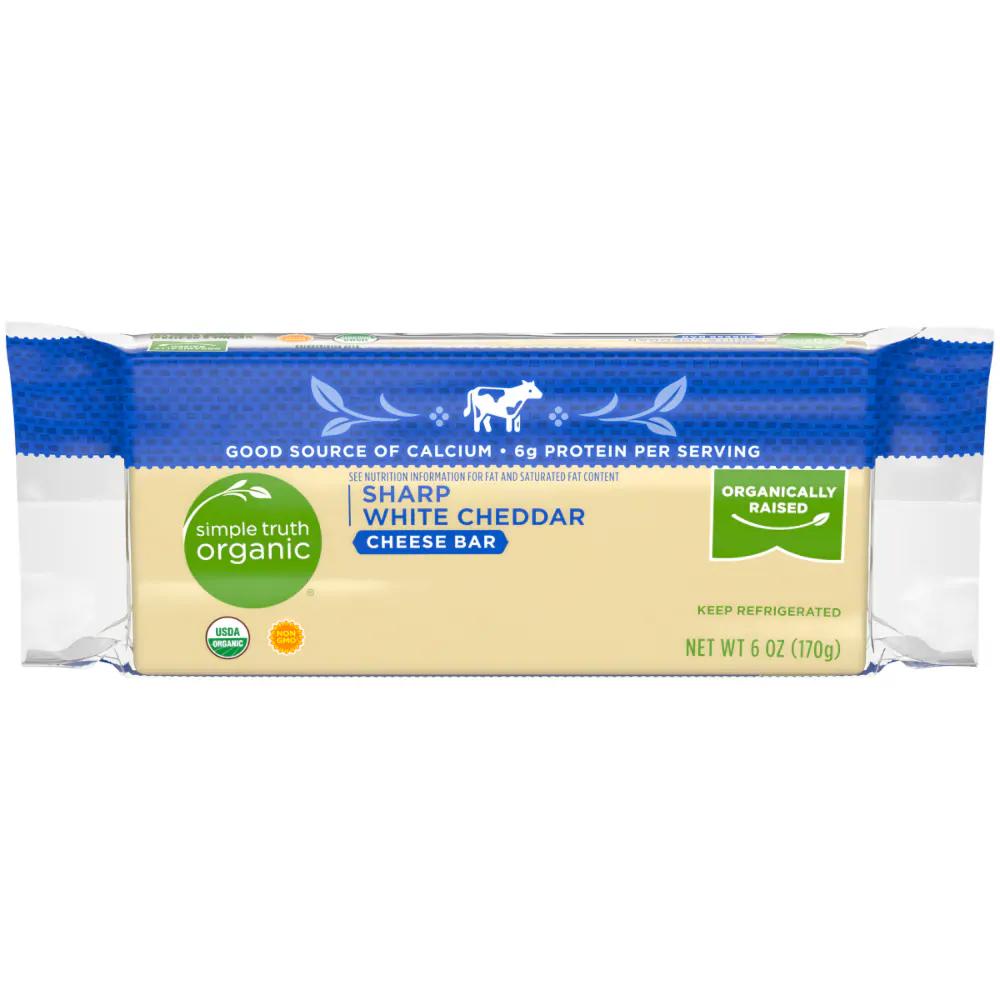 GOOD SOURCE OF CALCIUM • 6g PROTEIN PER SERVING
SEE NUTRITION INFORMATION FOR FAT AND SATURATED FAT CONTENT
simple truth
organic®
SHARP
WHITE CHEDDAR
CHEESE BAR
ORGANICALLY
RAISED
USDA
ORGANIC
NON
GMO
KEEP REFRIGERATED
NET WT 6 OZ (170g)